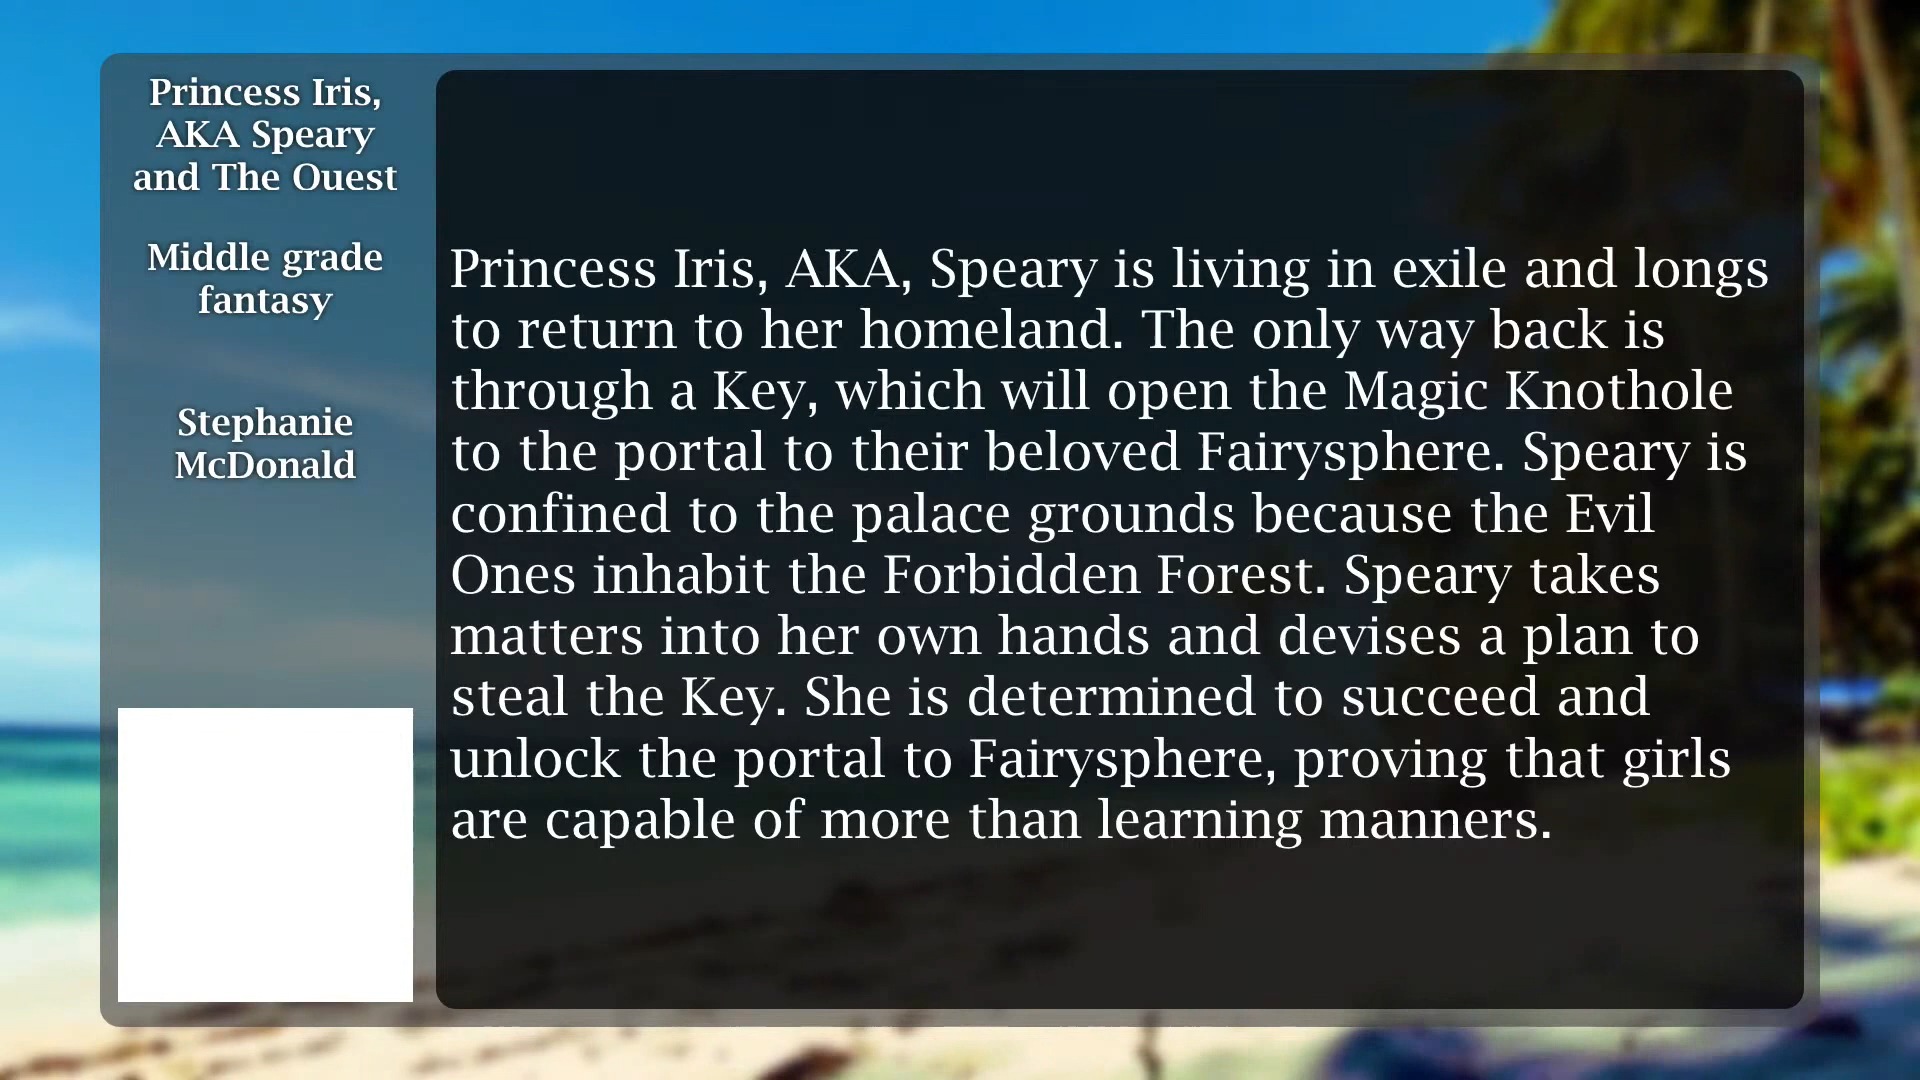 Princess Iris,
AKA Speary
and The Quest
Middle grade
fantasy
Stephanie
McDonald
Princess Iris, AKA, Speary is living in exile and longs
to return to her homeland. The only way back is
through a Key, which will open the Magic Knothole
to the portal to their beloved Fairysphere. Speary is
confined to the palace grounds because the Evil
Ones inhabit the Forbidden Forest. Speary takes
matters into her own hands and devises a plan to
steal the Key. She is determined to succeed and
unlock the portal to Fairysphere, proving that girls
are capable of more than learning manners.